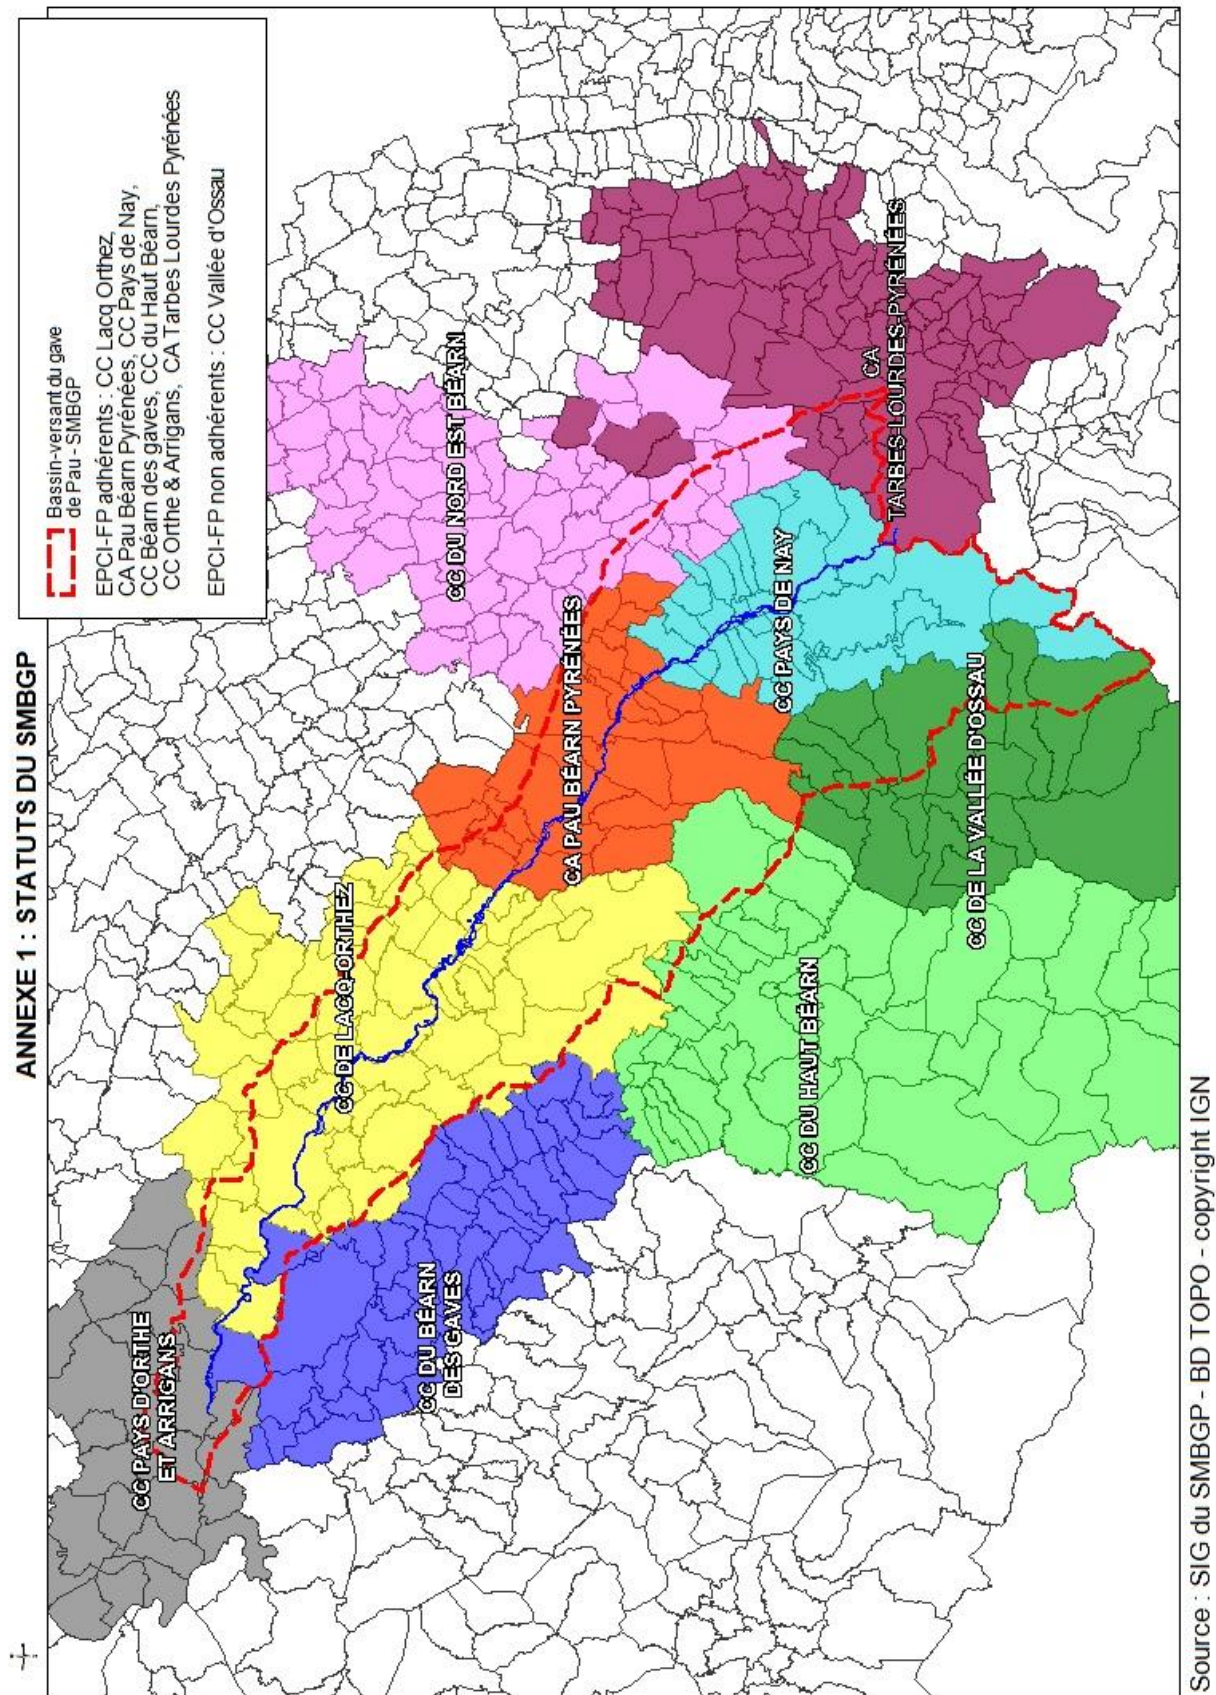 ANNEXE 1 : STATUTS DU SMBGP
Bassin-versant du gave
de Pau - SMBGP
EPCI-FP adhérents : CC Lacq Orthez,
CA Pau Béarn Pyrénées, CC Pays de Nay,
CC Béarn des gaves, CC du Haut Béarn,
CC Orthe & Arrigans, CA Tarbes Lourdes Pyrénées
EPCI-FP non adhérents : CC Vallée d'Ossau
CC PAYS D'ORTHE
ET ARRIGANS
CC DE LACQ-ORTHEZ
CC DU NORD EST BÉARN
CC DU BÉARN
DES GAVES
CA PAU BÉARN PYRÉNÉES
CC PAYS DE NAY
CA
TARBES-LOURDES-PYRÉNÉES
CC DU HAUT BÉARN
CC DE LA VALLÉE D'OSSAU
Source : SIG du SMBGP - BD TOPO - copyright IGN